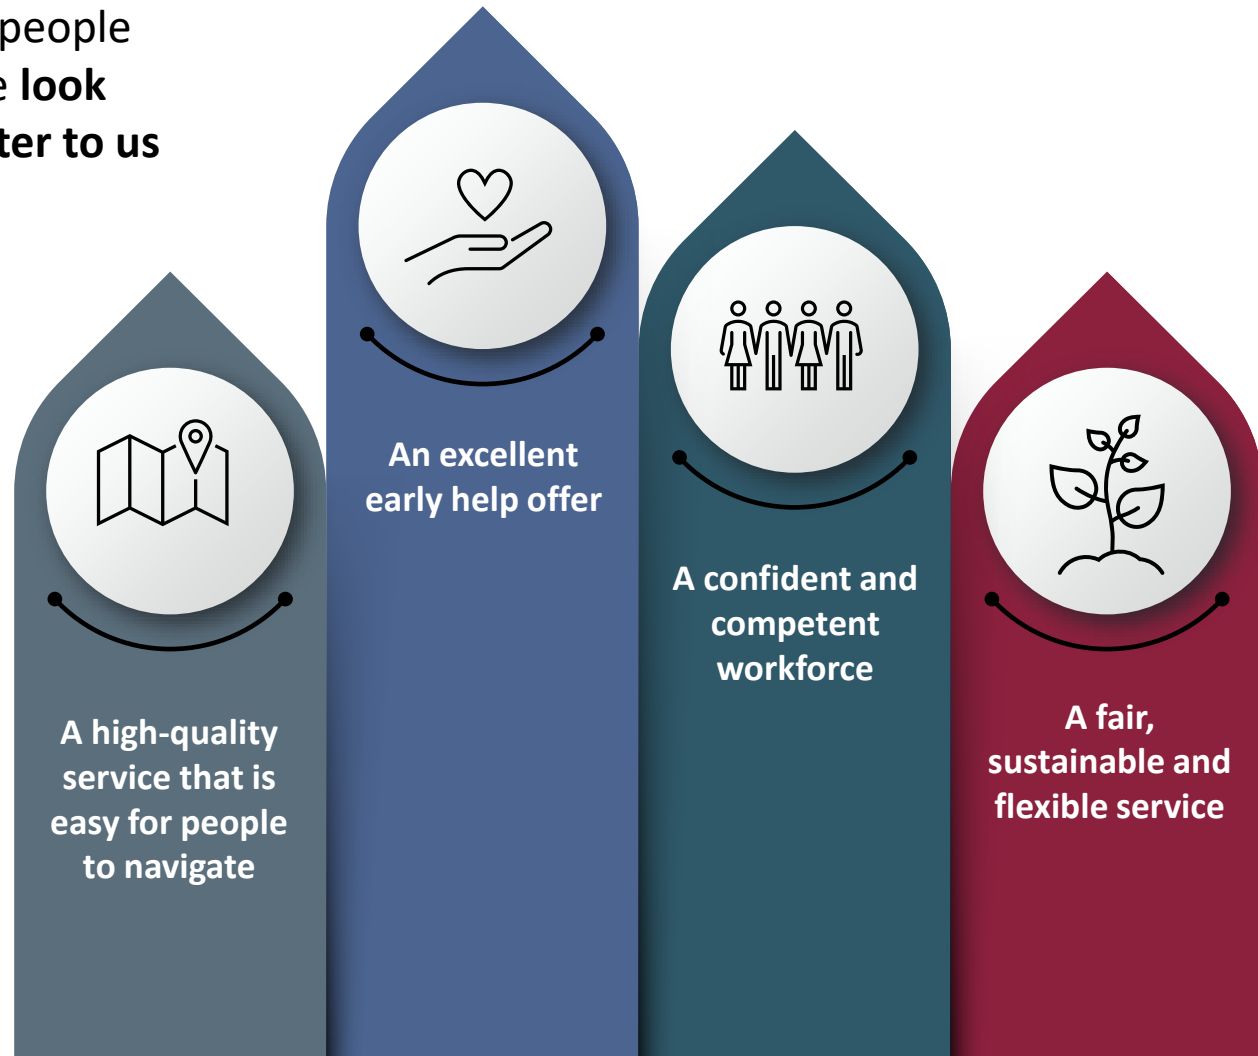 people
look
to us
An excellent
early help offer
A confident and
competent
workforce
A high-quality
service that is
easy for people
to navigate
A fair,
sustainable and
flexible service